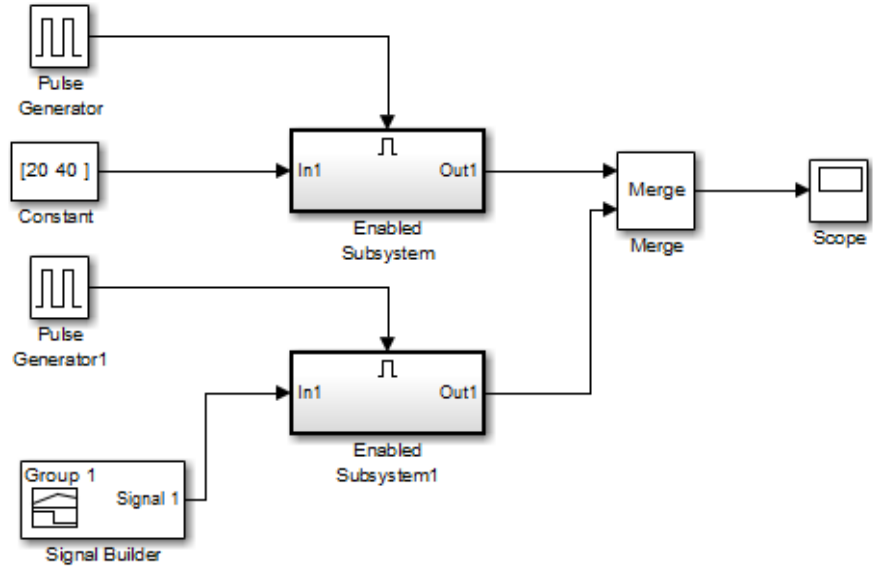 Pulse
Generator
[20 40 ]
Constant
In1
Out1
Enabled
Subsystem
Merge
Merge
Scope
Pulse
Generator1
In1
Out1
Enabled
Subsystem1
Group 1
Signal 1
Signal Builder